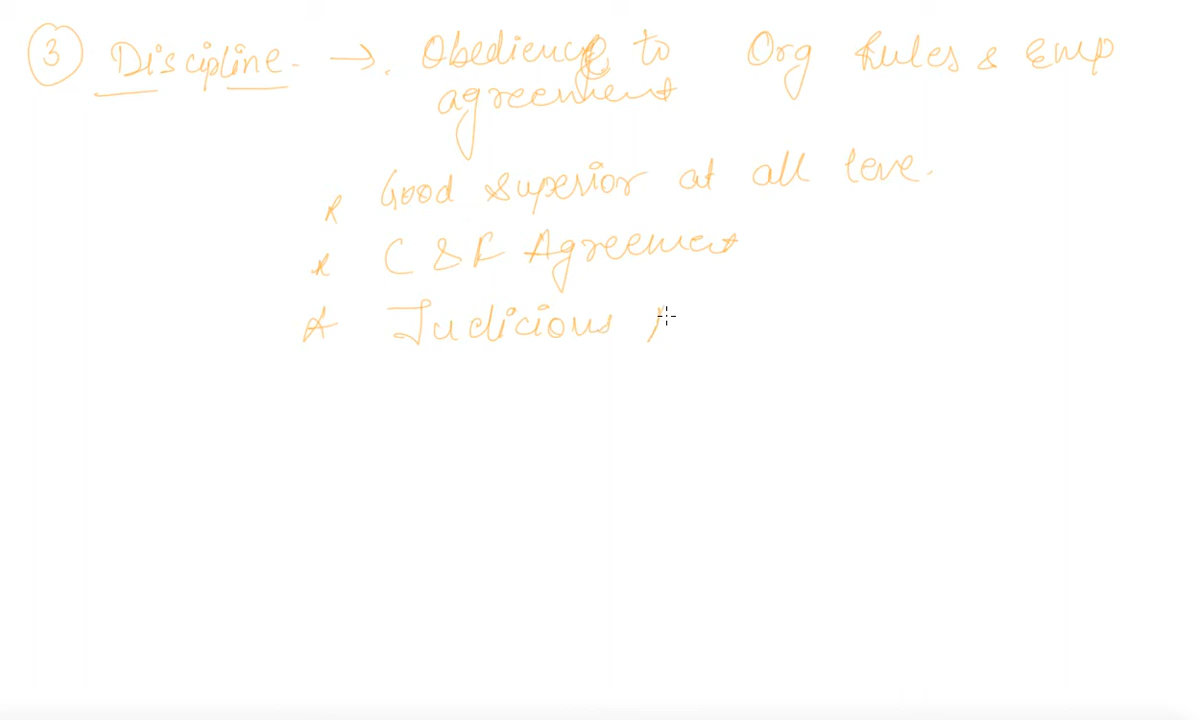 ③ Discipline → Obedience to Org Rules & Emp
agreement
* Good superior at all leve.
* C & F Agreement
* Judicious